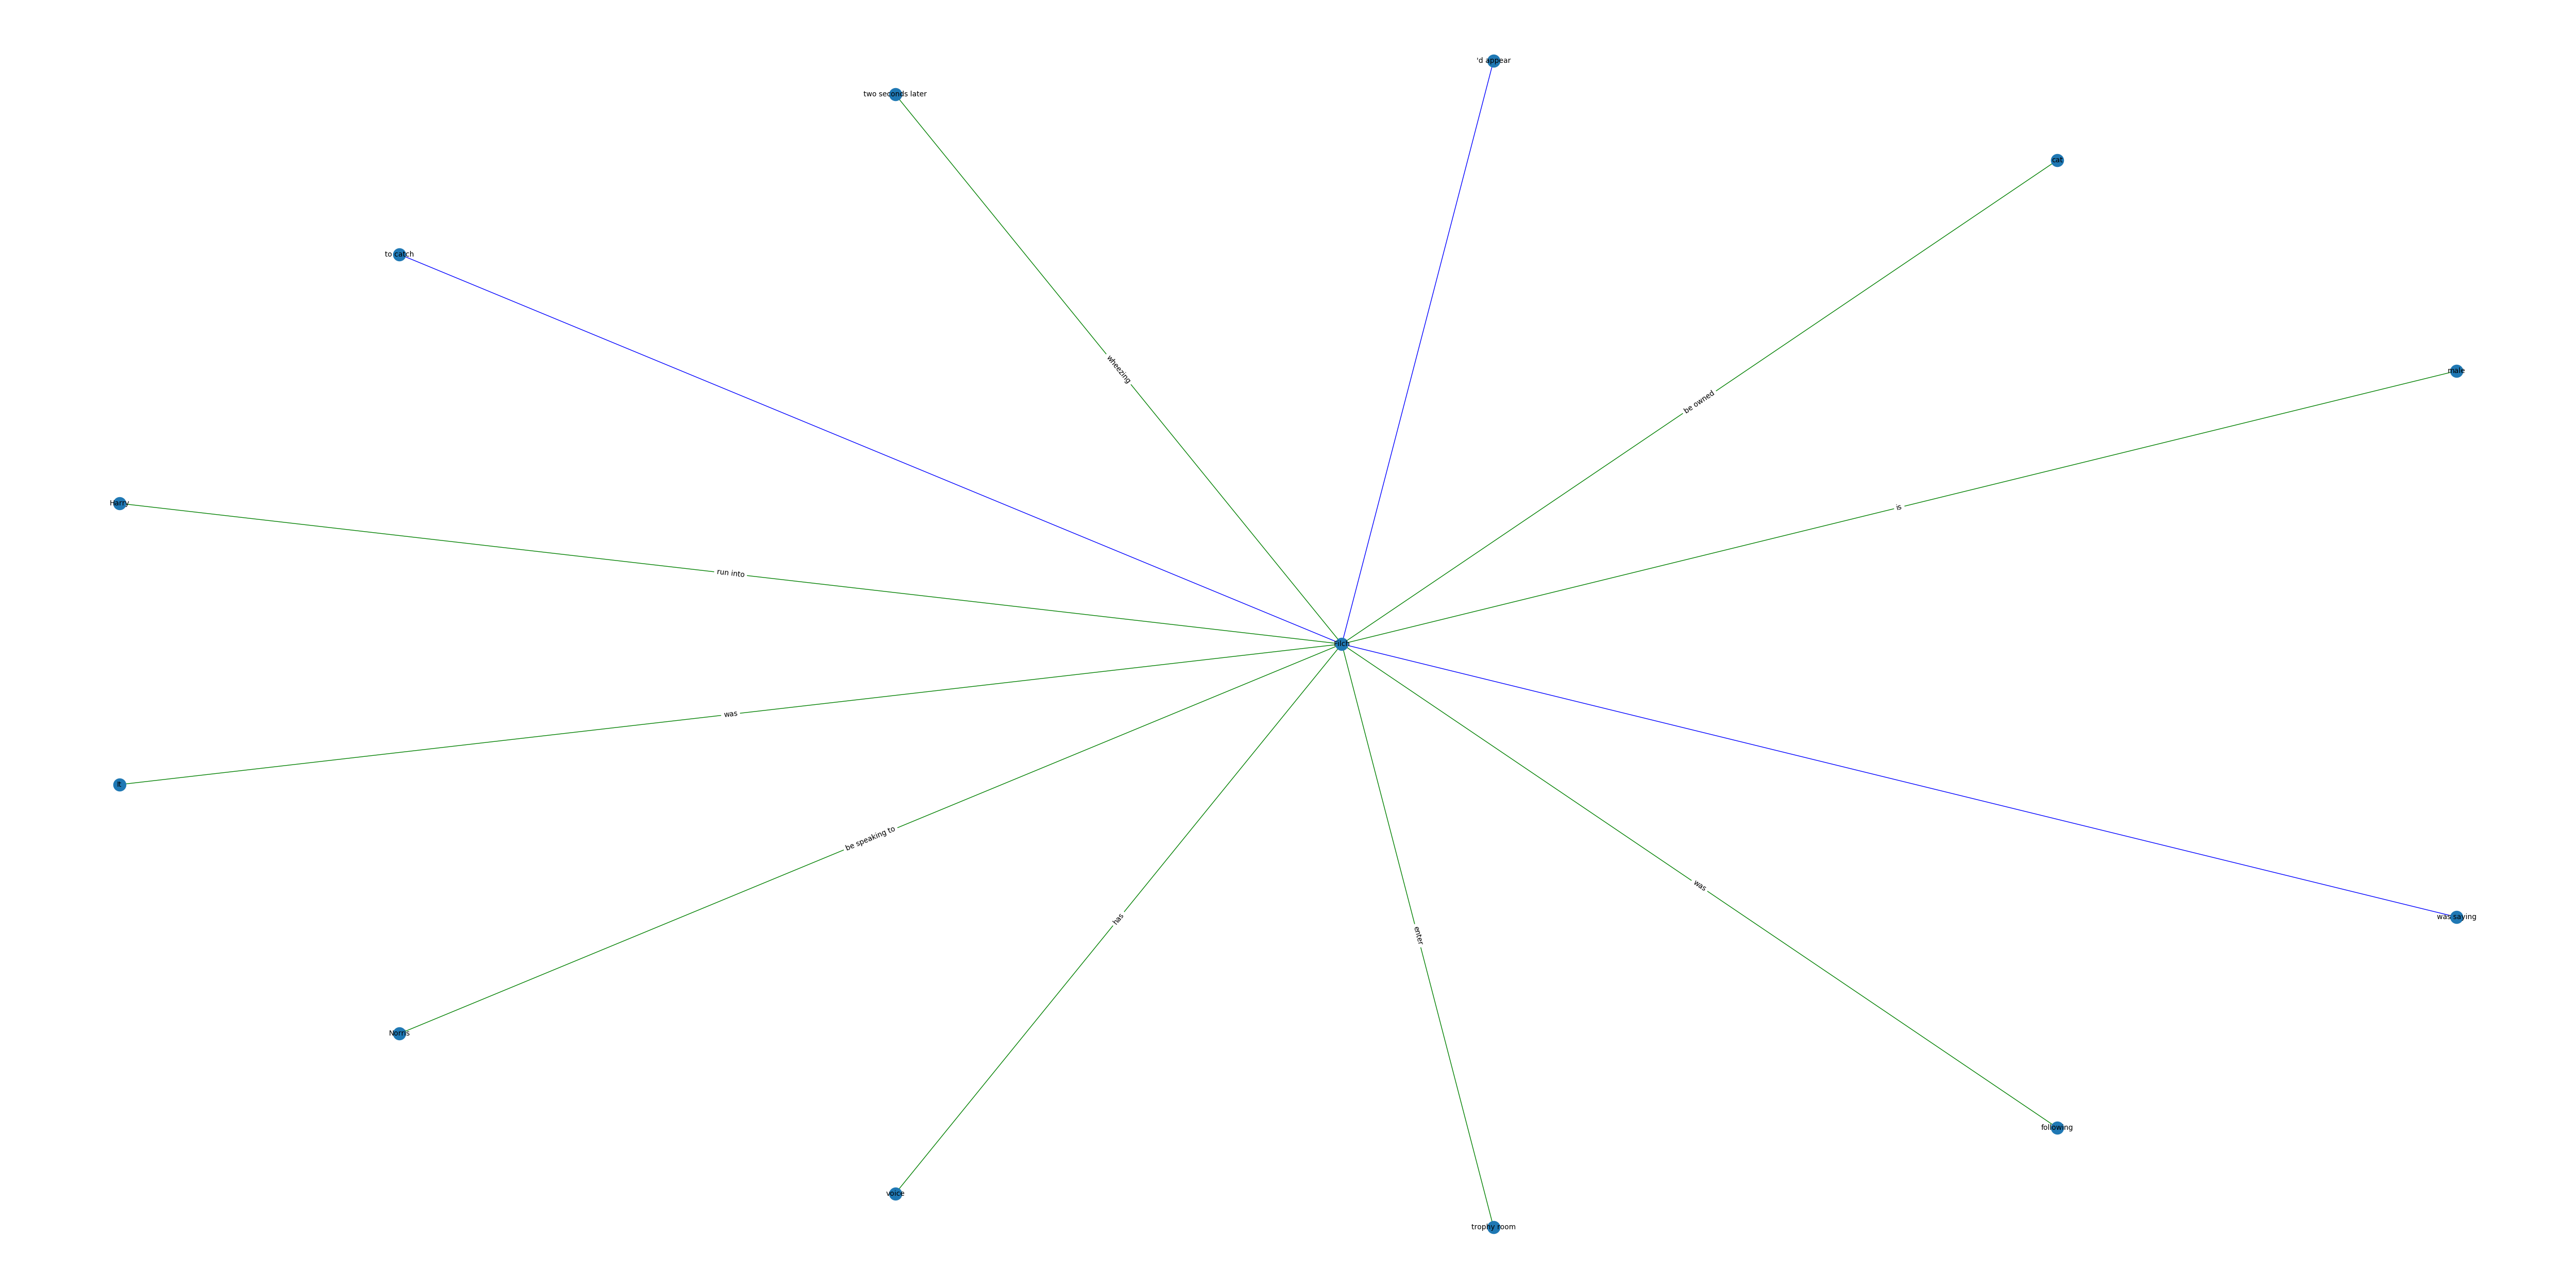 'd appear
two seconds later
cat
to catch
wheezing
male
be owned
Harry
is
run into
filch
was
It
be speaking to
was
has
was saying
enter
Norris
following
voice
trophy room